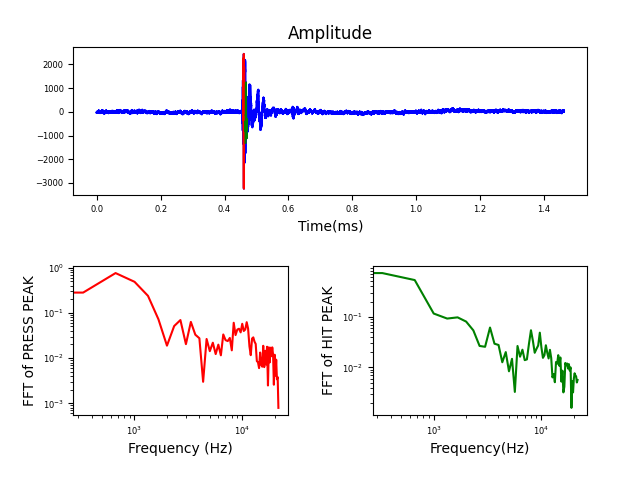 Amplitude
2000
1000
0
−1000
−2000
−3000
0.0 0.2 0.4 0.6 0.8 1.0 1.2 1.4
Time(ms)
FFT of PRESS PEAK
10⁰
10⁻¹
10⁻²
10⁻³
10³ 10⁴
Frequency (Hz)
FFT of HIT PEAK
10⁻¹
10⁻²
10³ 10⁴
Frequency(Hz)